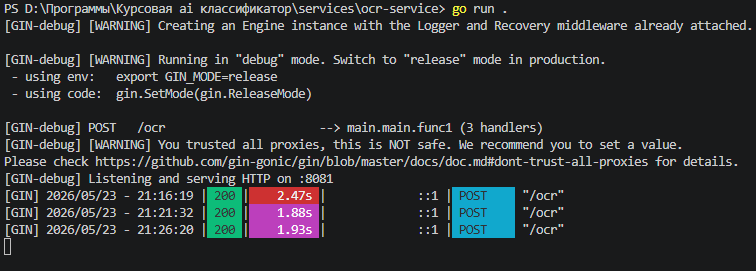 PS D:\Программы\Курсовая ai классификатор\services\ocr-service> go run .
[GIN-debug] [WARNING] Creating an Engine instance with the Logger and Recovery middleware already attached.

[GIN-debug] [WARNING] Running in "debug" mode. Switch to "release" mode in production.
 - using env:   export GIN_MODE=release
 - using code:  gin.SetMode(gin.ReleaseMode)

[GIN-debug] POST   /ocr                      --> main.main.func1 (3 handlers)
[GIN-debug] [WARNING] You trusted all proxies, this is NOT safe. We recommend you to set a value.
Please check https://github.com/gin-gonic/gin/blob/master/docs/doc.md#dont-trust-all-proxies for details.
[GIN-debug] Listening and serving HTTP on :8081
[GIN] 2026/05/23 - 21:16:19 | 200 |    2.47s |             ::1 | POST     "/ocr"
[GIN] 2026/05/23 - 21:21:32 | 200 |    1.88s |             ::1 | POST     "/ocr"
[GIN] 2026/05/23 - 21:26:20 | 200 |    1.93s |             ::1 | POST     "/ocr"